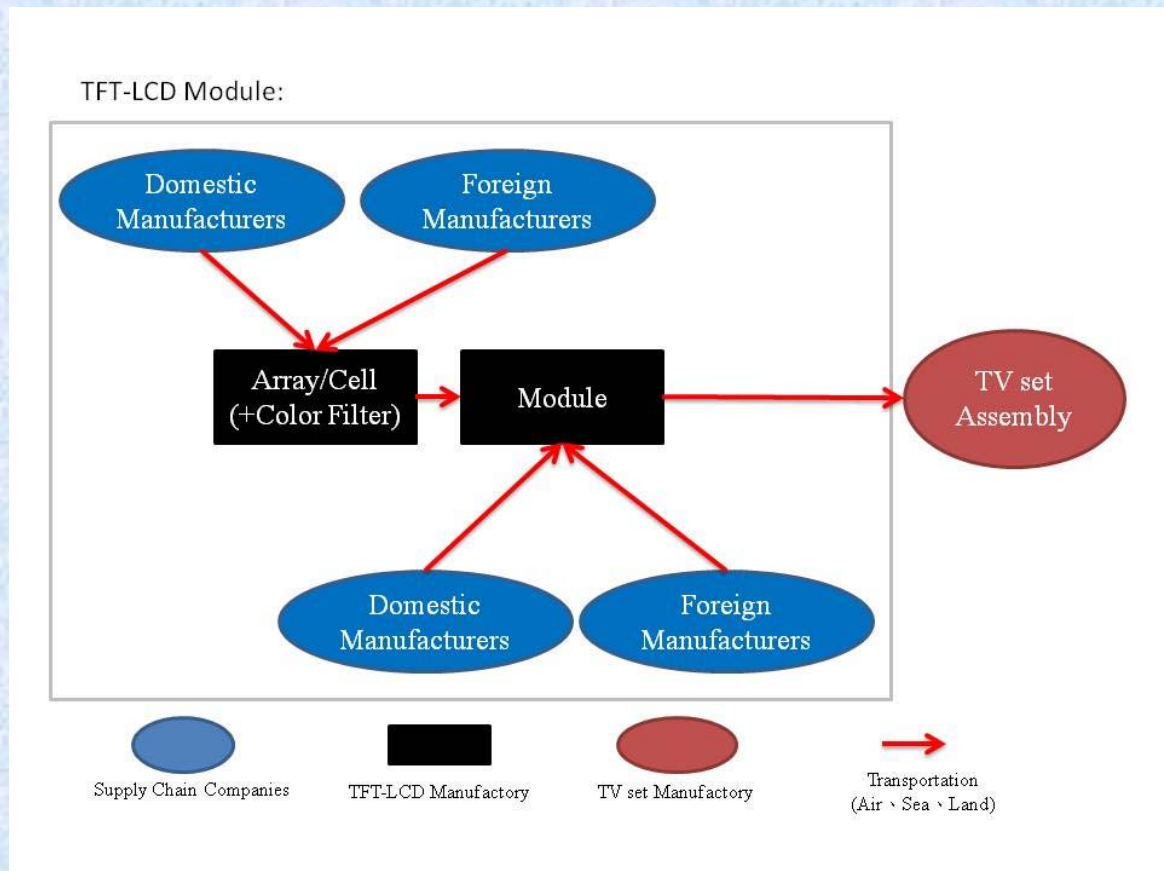 TFT-LCD Module:
Domestic
Manufacturers
Foreign
Manufacturers
Array/Cell
(+Color Filter)
Module
TV set
Assembly
Domestic
Manufacturers
Foreign
Manufacturers
Supply Chain Companies
TFT-LCD Manufactory
TV set Manufactory
Transportation
(Air、Sea、Land)